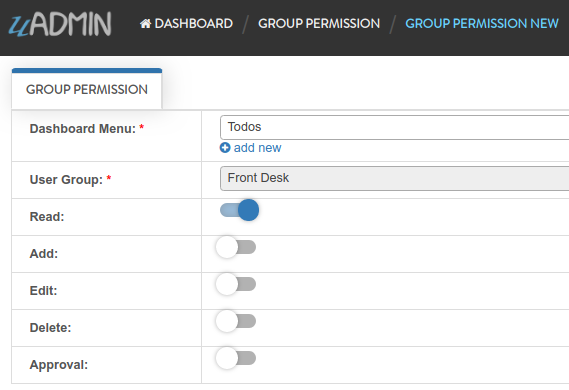 uADMIN DASHBOARD / GROUP PERMISSION / GROUP PERMISSION NEW
GROUP PERMISSION
Dashboard Menu: * Todos
add new
User Group: * Front Desk
Read:
Add:
Edit:
Delete:
Approval: